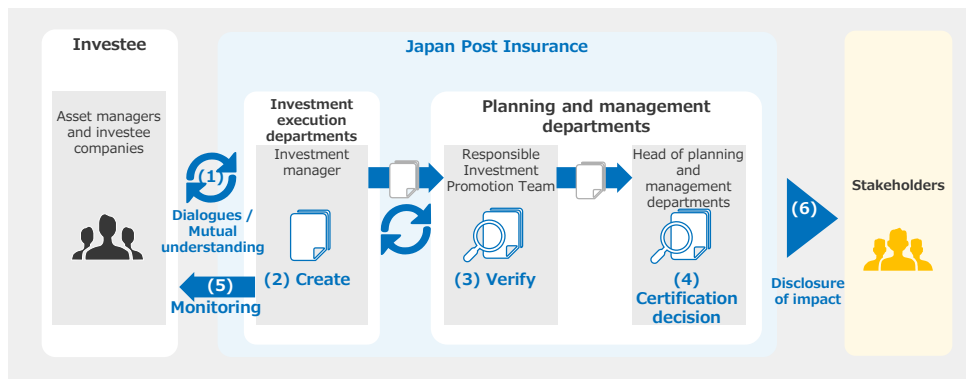 Investee
Asset managers
and investee
companies
(1)
Dialogues /
Mutual
understanding
(5)
Monitoring
Japan Post Insurance
Investment
execution
departments
Investment
manager
(2) Create
Planning and management
departments
Responsible
Investment
Promotion Team
(3) Verify
Head of planning
and
management
departments
(4)
Certification
decision
(6)
Disclosure
of impact
Stakeholders